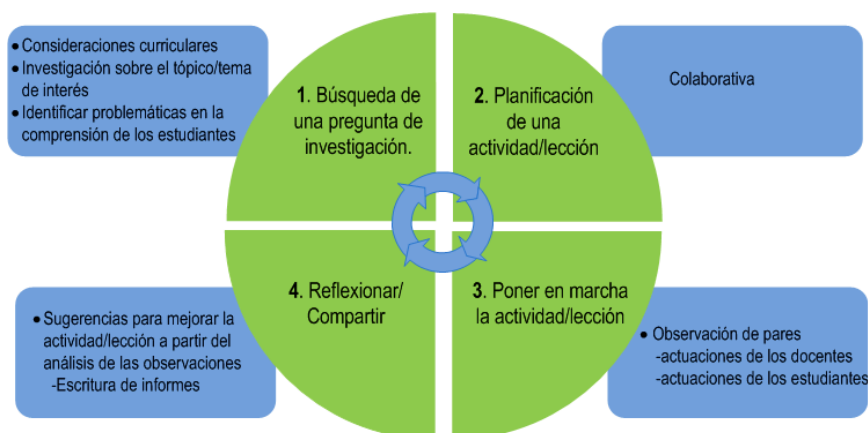 • Consideraciones curriculares
• Investigación sobre el tópico/tema
de interés
• Identificar problemáticas en la
comprensión de los estudiantes
1. Búsqueda de
una pregunta de
investigación.
2. Planificación
de una
actividad/lección
Colaborativa
4. Reflexionar/
Compartir
3. Poner en marcha
la actividad/lección
• Sugerencias para mejorar la
actividad/lección a partir del
análisis de las observaciones
-Escritura de informes
• Observación de pares
-actuaciones de los docentes
-actuaciones de los estudiantes